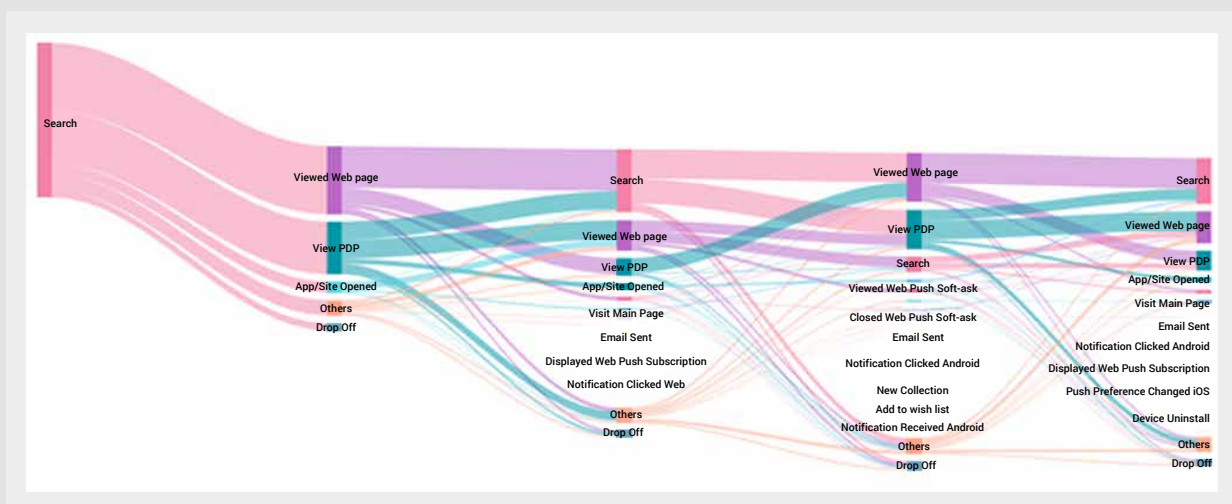 Search
Viewed Web page
View PDP
App/Site Opened
Others
Drop Off
Search
Viewed Web page
View PDP
App/Site Opened
Visit Main Page
Email Sent
Displayed Web Push Subscription
Notification Clicked Web
Others
Drop Off
Viewed Web page
View PDP
Search
Viewed Web Push Soft-ask
Closed Web Push Soft-ask
Email Sent
Notification Clicked Android
New Collection
Add to wish list
Notification Received Android
Others
Drop Off
Search
Viewed Web page
View PDP
App/Site Opened
Visit Main Page
Email Sent
Notification Clicked Android
Displayed Web Push Subscription
Push Preference Changed iOS
Device Uninstall
Others
Drop Off